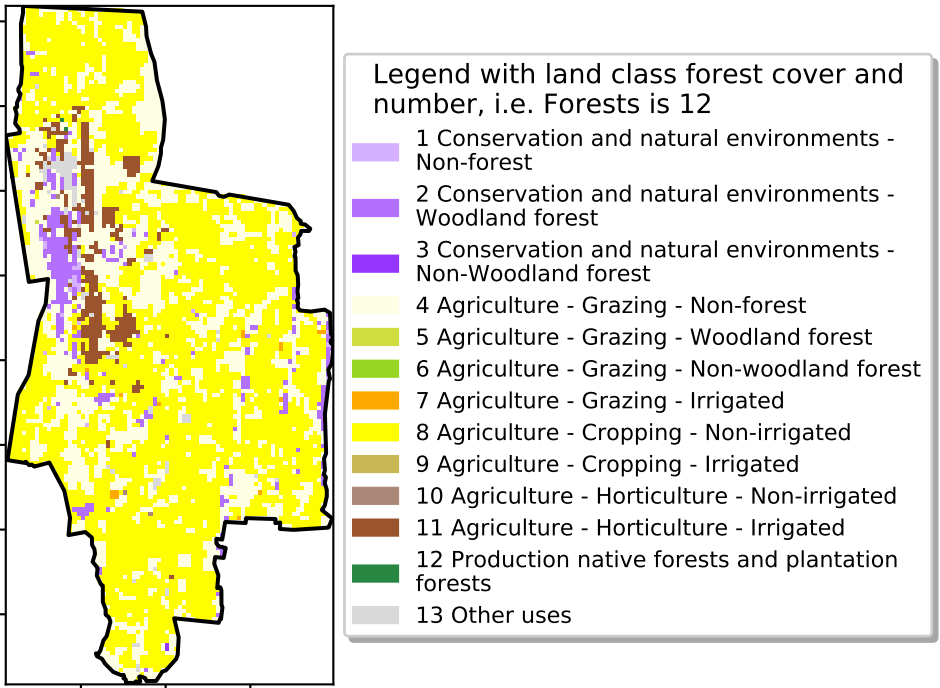 Legend with land class forest cover and
number, i.e. Forests is 12
1 Conservation and natural environments -
Non-forest
2 Conservation and natural environments -
Woodland forest
3 Conservation and natural environments -
Non-Woodland forest
4 Agriculture - Grazing - Non-forest
5 Agriculture - Grazing - Woodland forest
6 Agriculture - Grazing - Non-woodland forest
7 Agriculture - Grazing - Irrigated
8 Agriculture - Cropping - Non-irrigated
9 Agriculture - Cropping - Irrigated
10 Agriculture - Horticulture - Non-irrigated
11 Agriculture - Horticulture - Irrigated
12 Production native forests and plantation
forests
13 Other uses